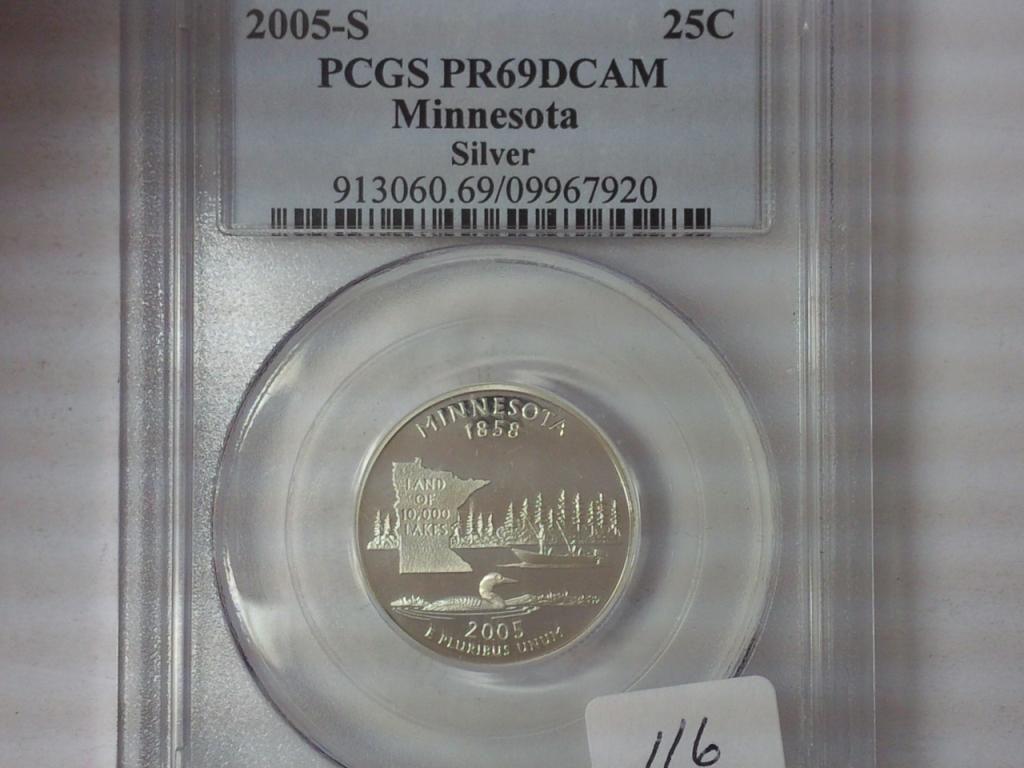 2005-S 25C
PCGS PR69DCAM
Minnesota
Silver
913060.69/09967920
MINNESOTA
1858
LAND
OF
10,000
LAKES
2005
E PLURIBUS UNUM
116